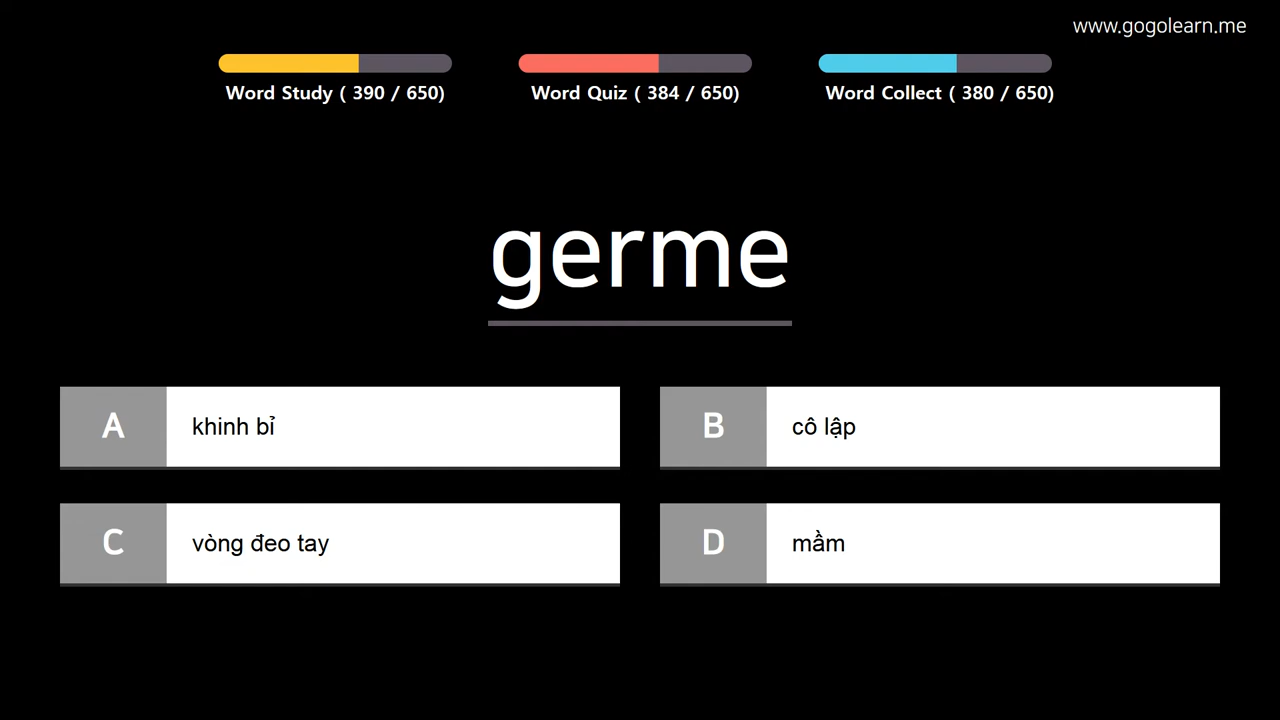 www.gogolearn.me
Word Study ( 390 / 650)
Word Quiz ( 384 / 650)
Word Collect ( 380 / 650)
germe
A
khinh bỉ
B
cô lập
C
vòng đeo tay
D
mầm